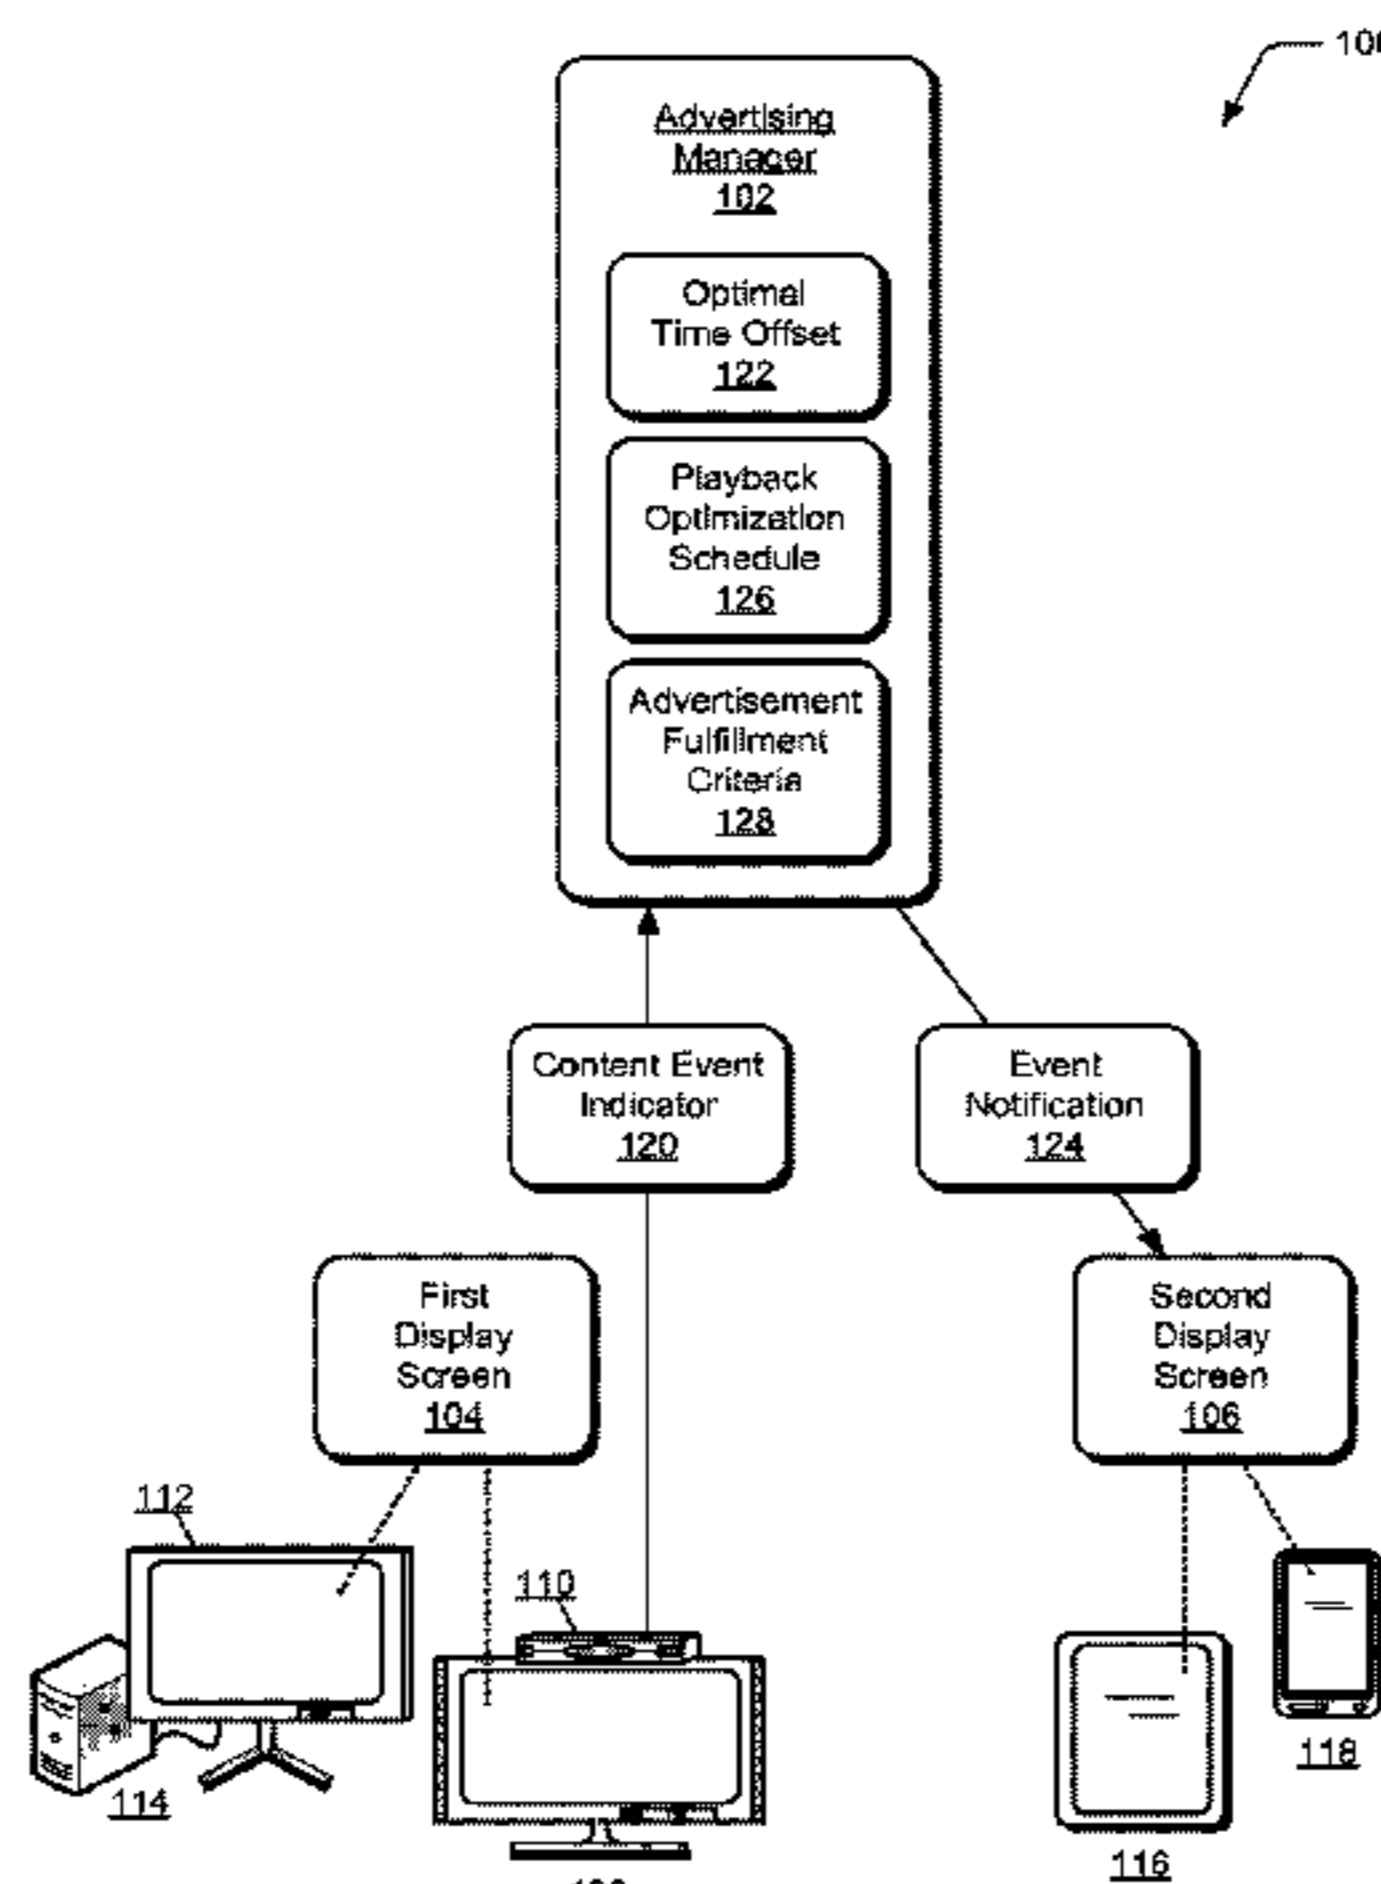 100
Advertising
Manager
102
Optimal
Time Offset
122
Playback
Optimization
Schedule
126
Advertisement
Fulfillment
Criteria
128
Content Event
Indicator
120
Event
Notification
124
First
Display
Screen
104
Second
Display
Screen
106
112
110
114
118
116